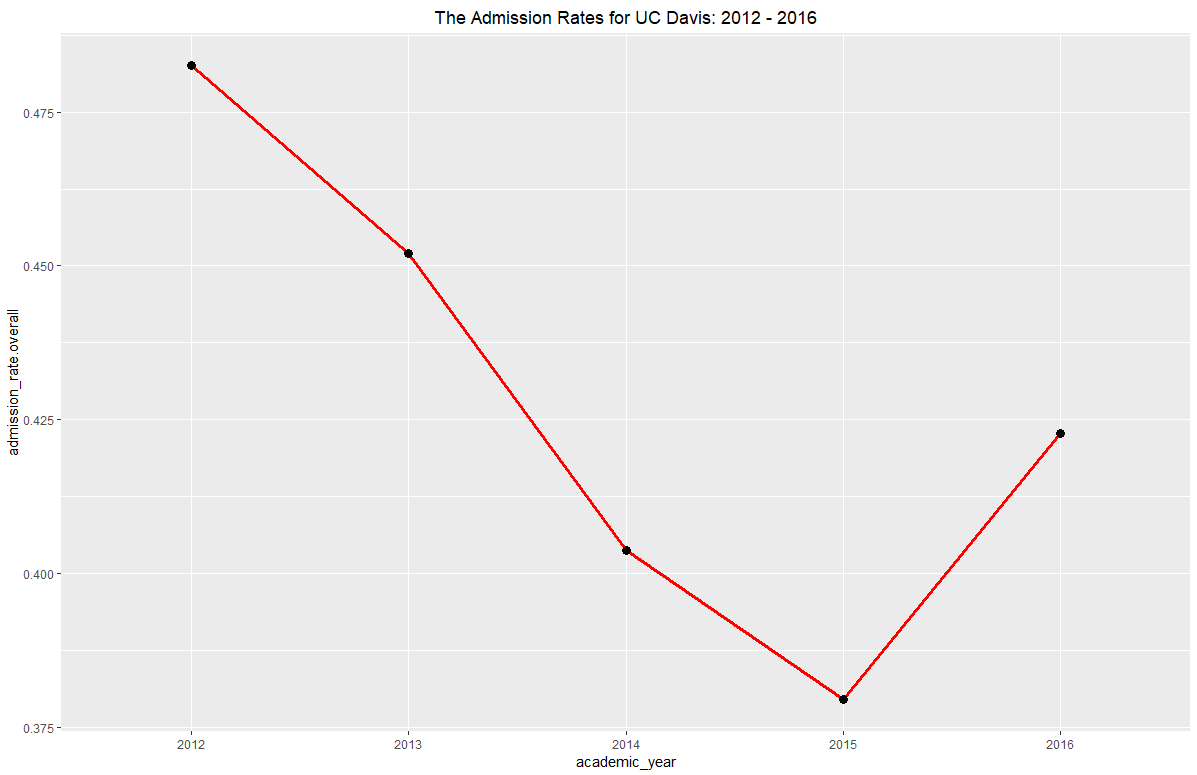 The Admission Rates for UC Davis: 2012 - 2016
admission_rate.overall
0.475
0.450
0.425
0.400
0.375
2012 2013 2014 2015 2016
academic_year